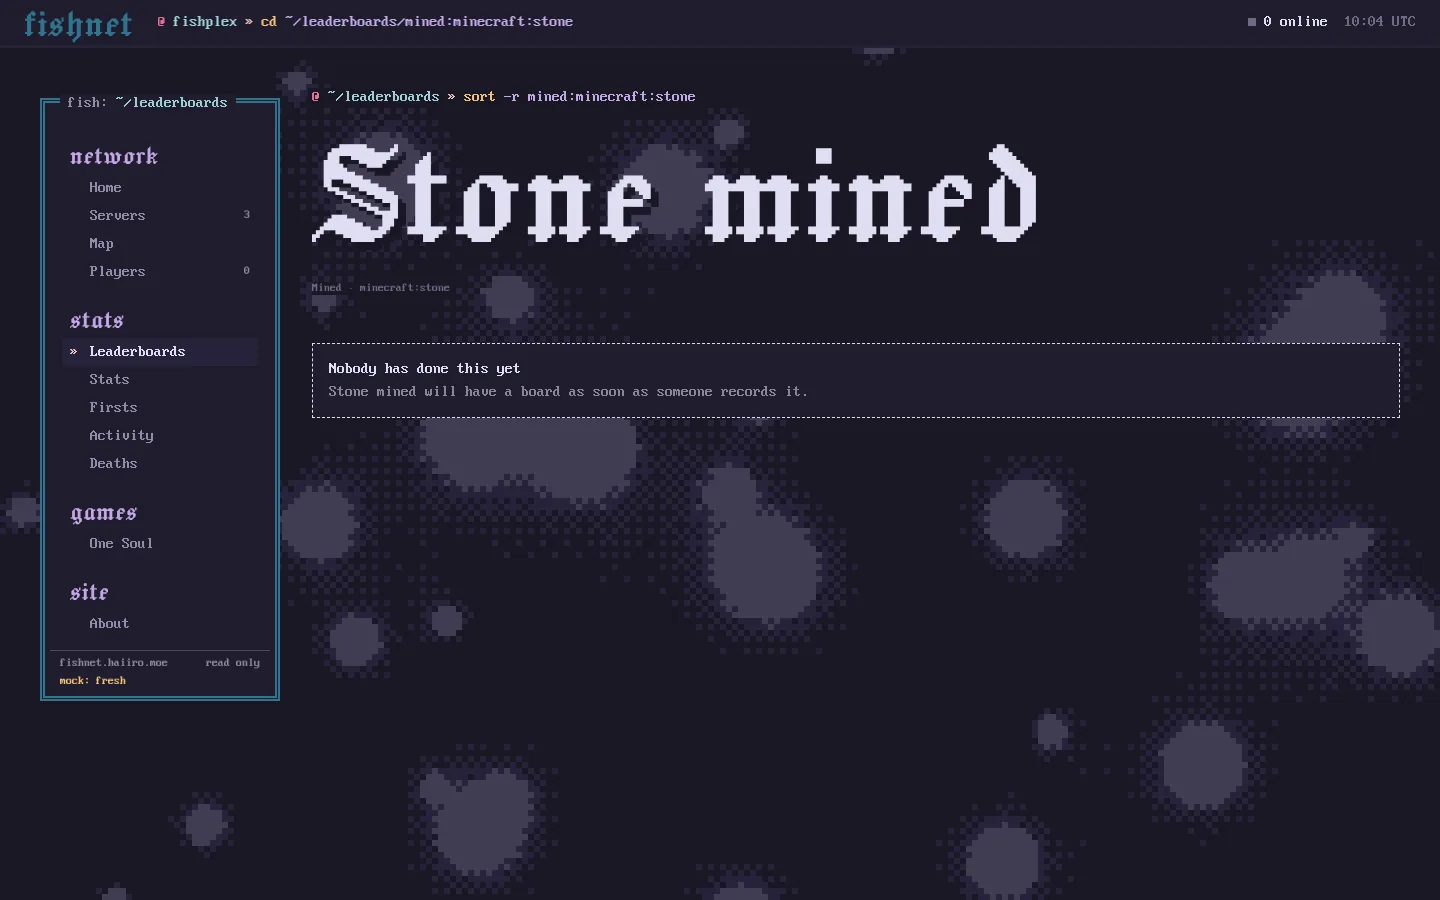 fishnet
@ fishplex » cd ~/leaderboards/mined:minecraft:stone
0 online 10:04 UTC
fish: ~/leaderboards
network
Home
Servers 3
Map
Players 0
stats
» Leaderboards
Stats
Firsts
Activity
Deaths
games
One Soul
site
About
fishnet.haiiro.moe read only
mock: fresh
@ ~/leaderboards » sort -r mined:minecraft:stone
Stone mined
Mined · minecraft:stone
Nobody has done this yet
Stone mined will have a board as soon as someone records it.